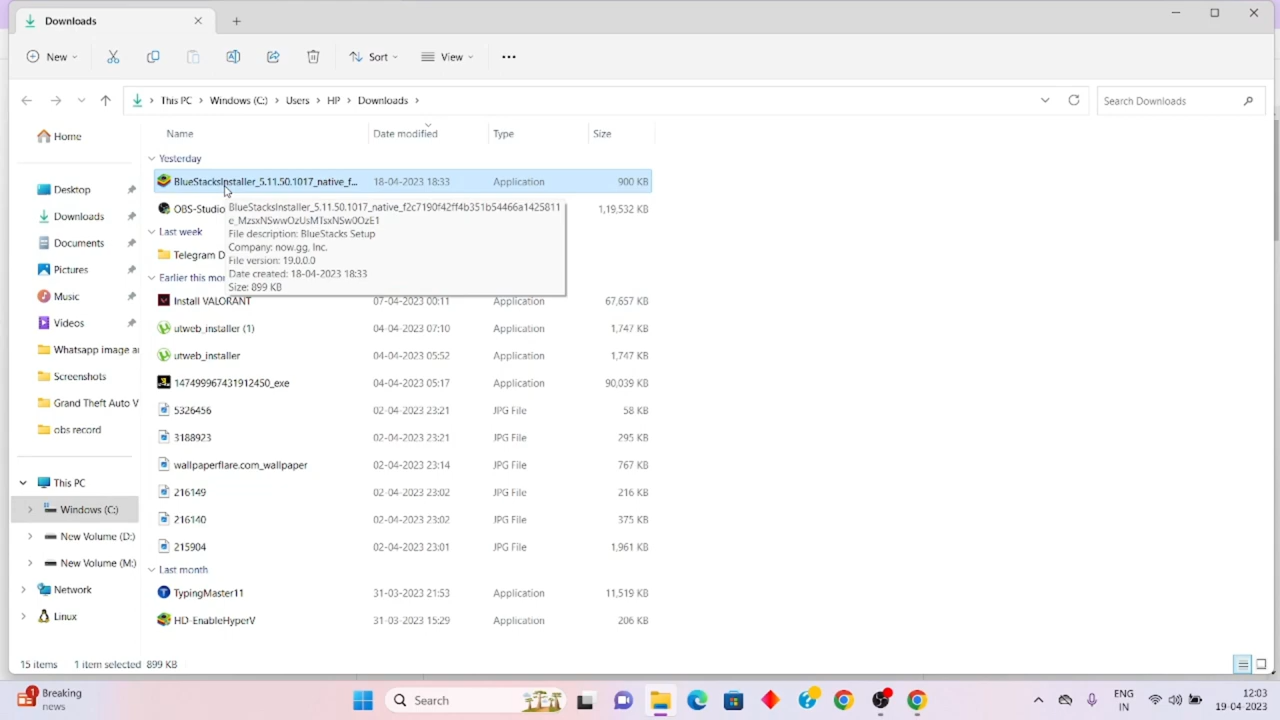 Downloads
New
Sort
View
This PC
Windows (C:)
Users
HP
Downloads
Search Downloads
Name
Date modified
Type
Size
Home
Desktop
Downloads
Documents
Pictures
Music
Videos
Whatsapp image a
Screenshots
Grand Theft Auto V
obs record
This PC
Windows (C:)
New Volume (D:)
New Volume (M:)
Network
Linux
Yesterday
BlueStacksInstaller_5.11.50.1017_native_f... 18-04-2023 18:33 Application 900 KB
OBS-Studio 1,19,532 KB
BlueStacksInstaller_5.11.50.1017_native_f2c7190f42ff4b351b54466a1425811
e_MzsxNSwwOzUsMTsxNSw0OzE1
File description: BlueStacks Setup
Company: now.gg, Inc.
File version: 19.0.0.0
Date created: 18-04-2023 18:33
Size: 899 KB
Last week
Telegram D
Earlier this mon
Install VALORANT 07-04-2023 00:11 Application 67,657 KB
utweb_installer (1) 04-04-2023 07:10 Application 1,747 KB
utweb_installer 04-04-2023 05:52 Application 1,747 KB
147499967431912450_exe 04-04-2023 05:17 Application 90,039 KB
5326456 02-04-2023 23:21 JPG File 58 KB
3188923 02-04-2023 23:21 JPG File 295 KB
wallpaperflare.com_wallpaper 02-04-2023 23:14 JPG File 767 KB
216149 02-04-2023 23:02 JPG File 216 KB
216140 02-04-2023 23:02 JPG File 375 KB
215904 02-04-2023 23:01 JPG File 1,961 KB
Last month
TypingMaster11 31-03-2023 21:53 Application 11,519 KB
HD-EnableHyperV 31-03-2023 15:29 Application 206 KB
15 items 1 item selected 899 KB
1
Breaking
news
Search
ENG
IN
12:03
19-04-2023